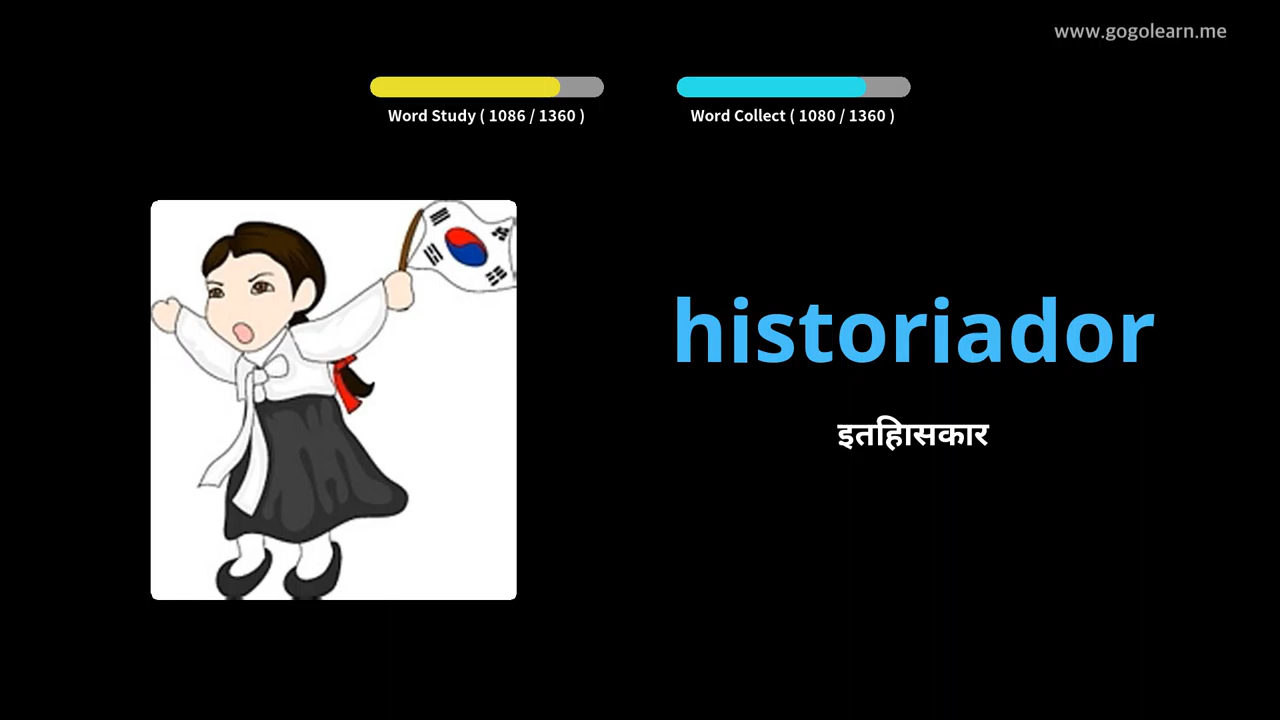 www.gogolearn.me
Word Study ( 1086 / 1360 )
Word Collect ( 1080 / 1360 )
historiador
इतिहासकार